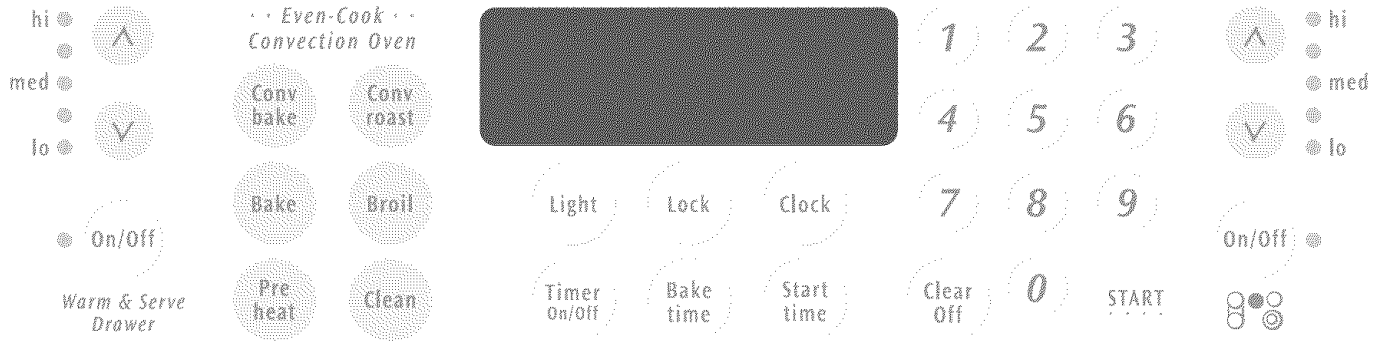 hi
med
lo
On/Off
Warm & Serve
Drawer
Even-Cook
Convection Oven
Conv
bake
Conv
roast
Bake
Broil
Pre
heat
Clean
Light
Lock
Clock
Timer
On/Off
Bake
time
Start
time
1 2 3
4 5 6
7 8 9
Clear
Off
0
START
hi
med
lo
On/Off